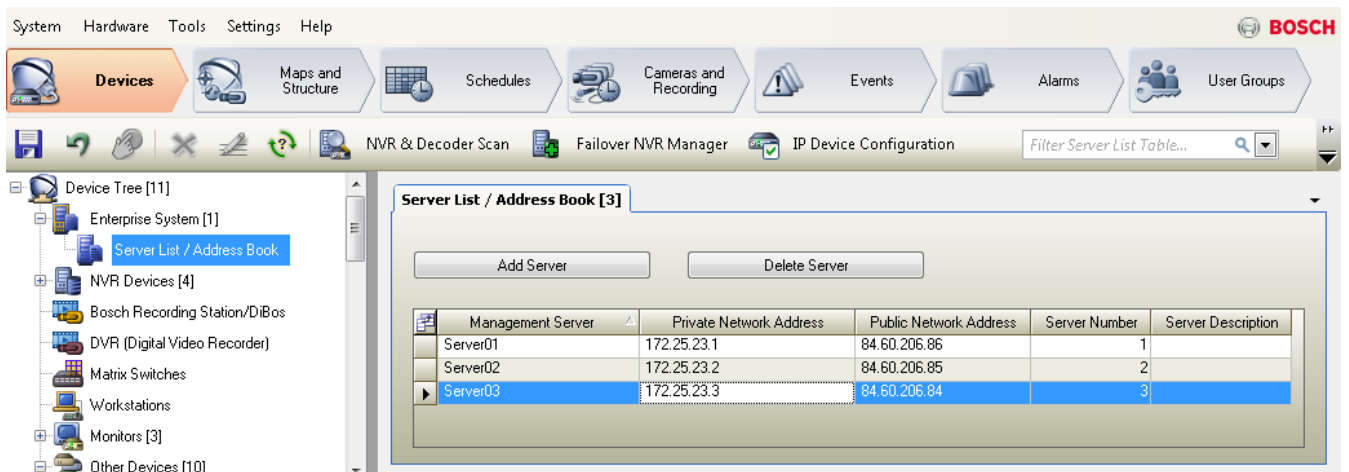 System Hardware Tools Settings Help
BOSCH
Devices
Maps and
Structure
Schedules
Cameras and
Recording
Events
Alarms
User Groups
NVR & Decoder Scan Failover NVR Manager IP Device Configuration Filter Server List Table...
Device Tree [11]
Enterprise System [1]
Server List / Address Book
NVR Devices [4]
Bosch Recording Station/DiBos
DVR (Digital Video Recorder)
Matrix Switches
Workstations
Monitors [3]
Other Devices [10]
Server List / Address Book [3]
Add Server Delete Server
Management Server Private Network Address Public Network Address Server Number Server Description
Server01 172.25.23.1 84.60.206.86 1
Server02 172.25.23.2 84.60.206.85 2
Server03 172.25.23.3 84.60.206.84 3